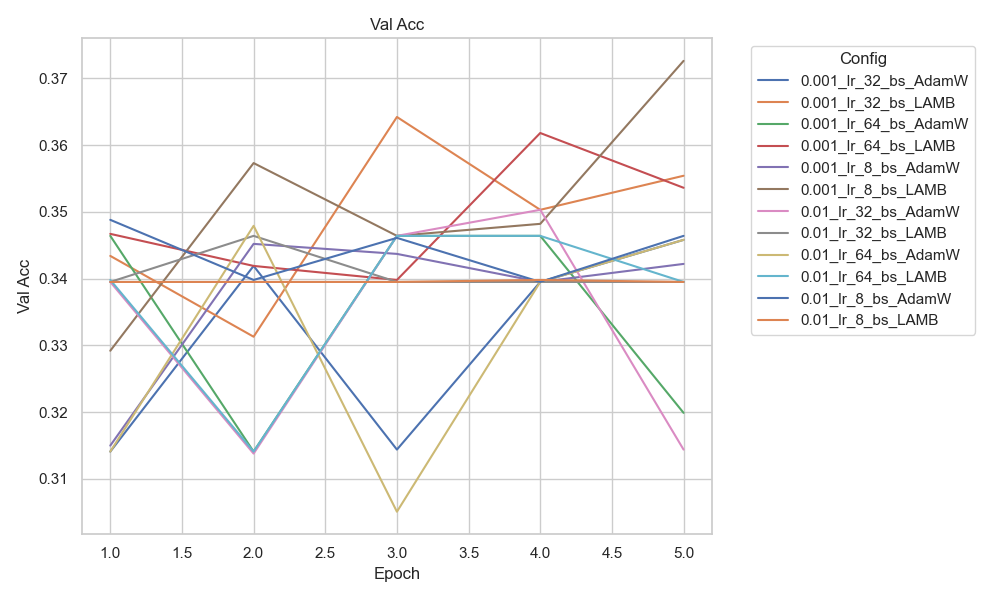 Val Acc
Val Acc
0.37
0.36
0.35
0.34
0.33
0.32
0.31
1.0 1.5 2.0 2.5 3.0 3.5 4.0 4.5 5.0
Epoch
Config
0.001_lr_32_bs_AdamW
0.001_lr_32_bs_LAMB
0.001_lr_64_bs_AdamW
0.001_lr_64_bs_LAMB
0.001_lr_8_bs_AdamW
0.001_lr_8_bs_LAMB
0.01_lr_32_bs_AdamW
0.01_lr_32_bs_LAMB
0.01_lr_64_bs_AdamW
0.01_lr_64_bs_LAMB
0.01_lr_8_bs_AdamW
0.01_lr_8_bs_LAMB